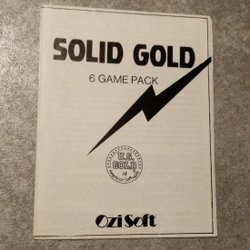 SOLID GOLD
6 GAME PACK
U.S.
GOLD
Ozi Soft